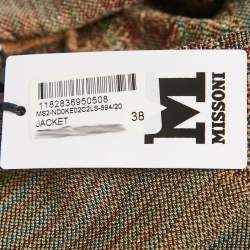 1182836950508
MS2-ND0KE02C2LS-594/20
JACKET
38
M
MISSONI